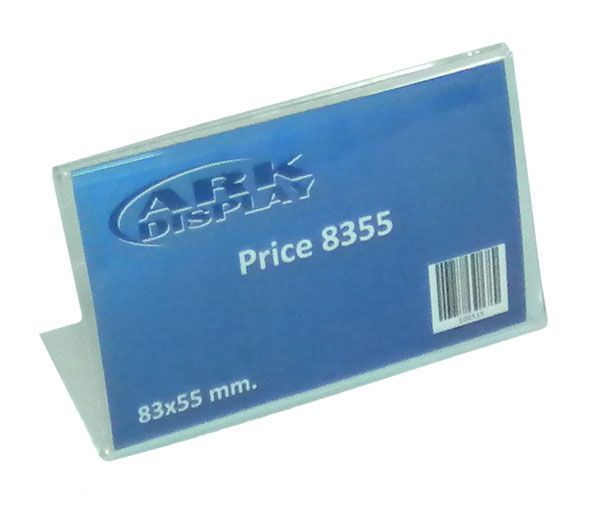 ARK
DISPLAY
Price 8355
83x55 mm.